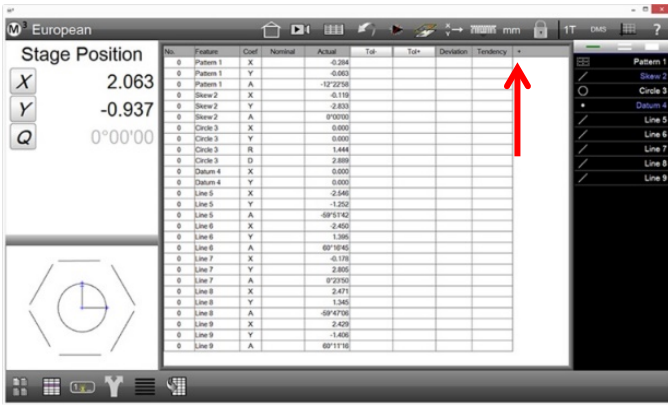 M³ European mm 1T DMS ?
Stage Position
X 2.063
Y -0.937
Q 0°00'00
No. Feature Coef Nominal Actual Tol- Tol+ Deviation Tendency +
0 Pattern 1 X -0.284
0 Pattern 1 Y -0.063
0 Pattern 1 A -12°22'58
0 Skew 2 X -0.119
0 Skew 2 Y -2.833
0 Skew 2 A 0°00'00
0 Circle 3 X 0.000
0 Circle 3 Y 0.000
0 Circle 3 R 1.444
0 Circle 3 D 2.889
0 Datum 4 X 0.000
0 Datum 4 Y 0.000
0 Line 5 X -2.546
0 Line 5 Y -1.252
0 Line 5 A -59°51'42
0 Line 6 X -2.450
0 Line 6 Y 1.395
0 Line 6 A 60°16'45
0 Line 7 X -0.178
0 Line 7 Y 2.805
0 Line 7 A 0°23'50
0 Line 8 X 2.471
0 Line 8 Y 1.345
0 Line 8 A -59°47'06
0 Line 9 X 2.429
0 Line 9 Y -1.406
0 Line 9 A 60°11'16
Pattern 1
Skew 2
Circle 3
Datum 4
Line 5
Line 6
Line 7
Line 8
Line 9